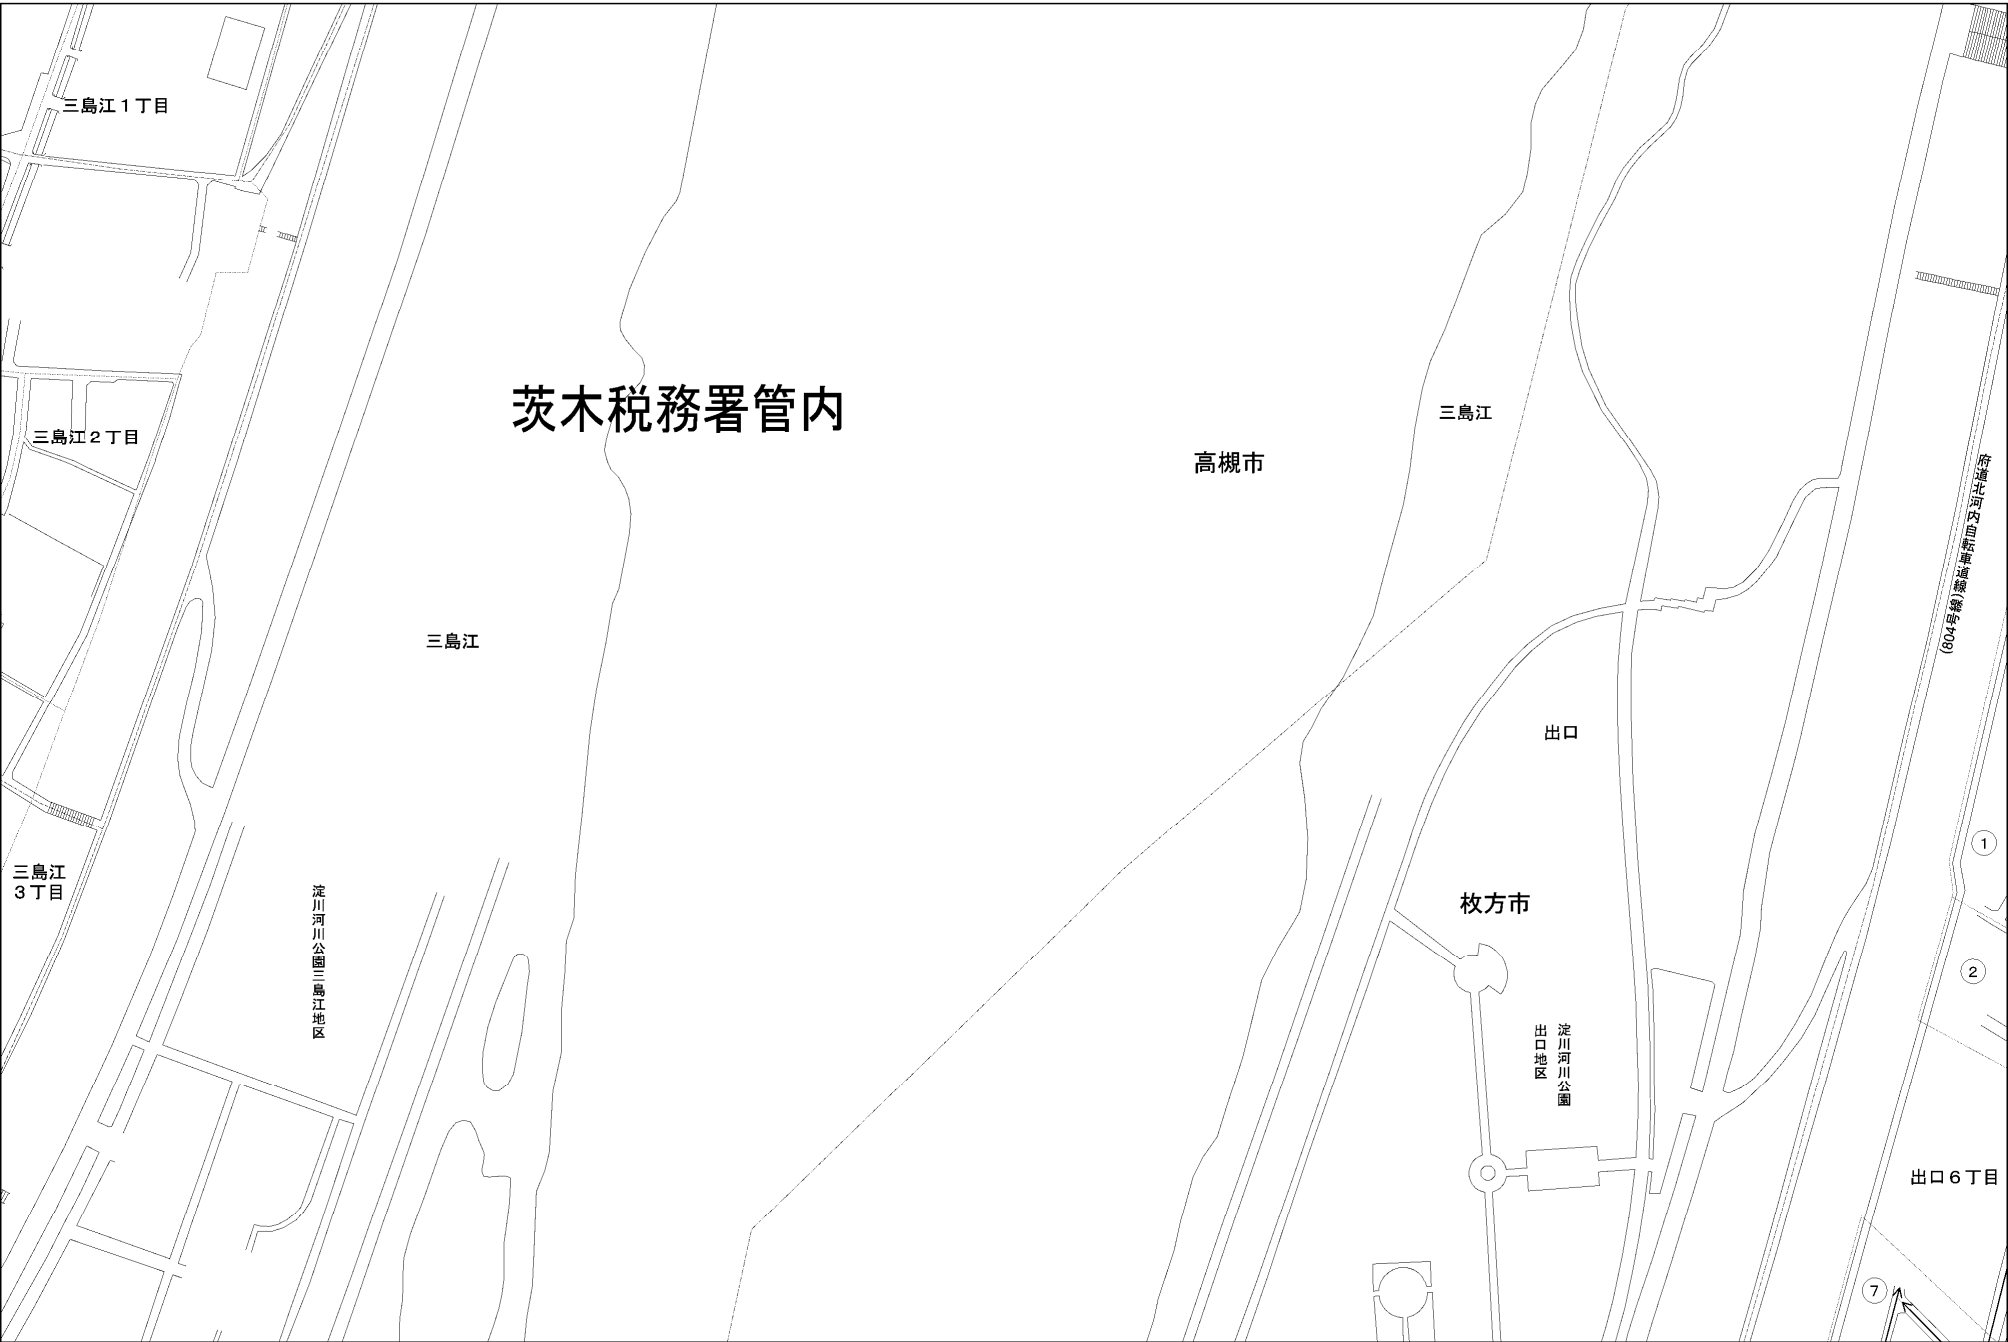 三島江１丁目
茨木税務署管内
三島江
高槻市
三島江２丁目
府道北河内自転車道線
(804号線)
三島江
出口
1
三島江
３丁目
淀川河川公園三島江地区
枚方市
2
淀川河川公園
出口地区
出口６丁目
7